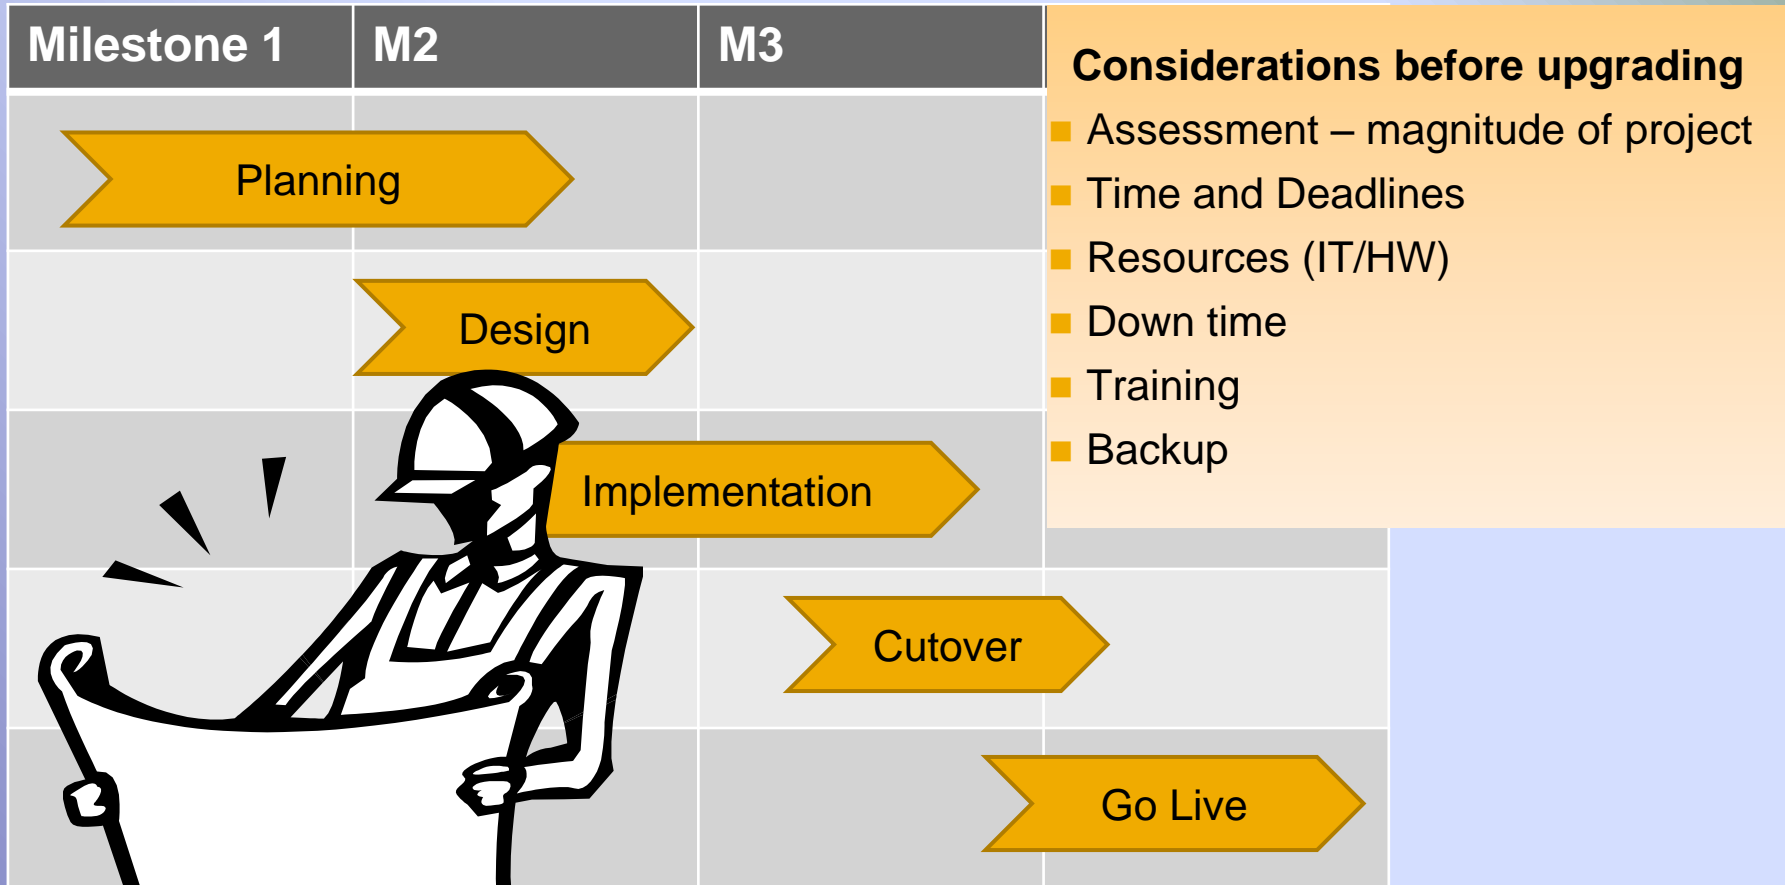 Milestone 1
M2
M3
Considerations before upgrading
Assessment – magnitude of project
Time and Deadlines
Resources (IT/HW)
Down time
Training
Backup
Planning
Design
Implementation
Cutover
Go Live